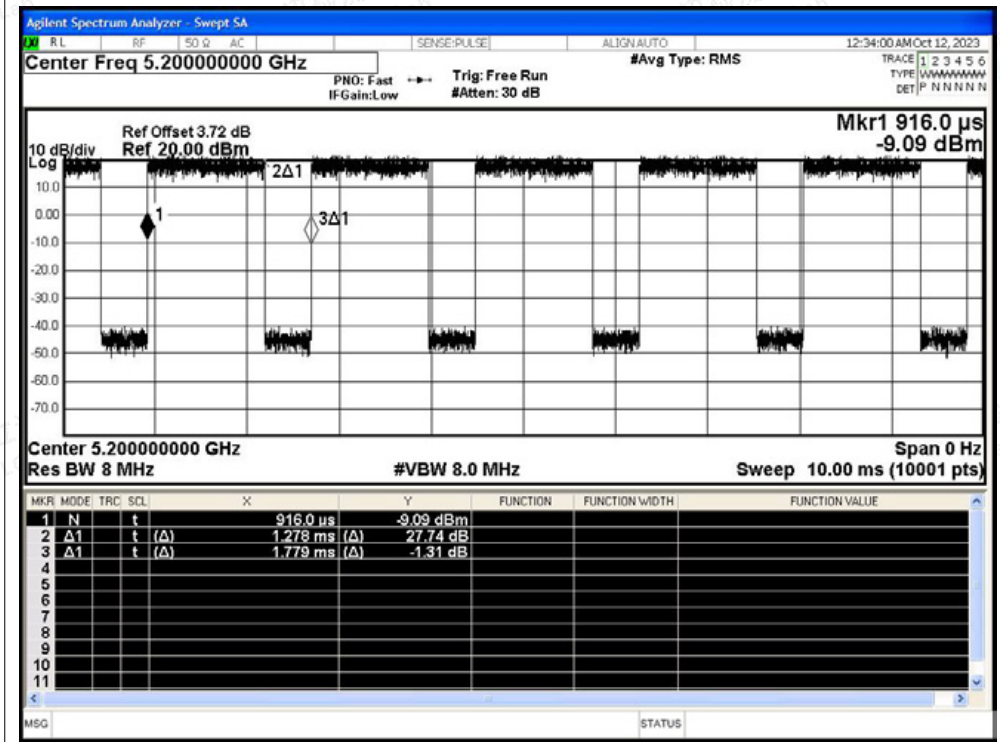 Agilent Spectrum Analyzer - Swept SA
RL RF 50 Ω AC SENSE:PULSE ALIGN AUTO 12:34:00 AM Oct 12, 2023
Center Freq 5.200000000 GHz #Avg Type: RMS TRACE 1 2 3 4 5 6
PNO: Fast Trig: Free Run TYPE WWWWWW
IFGain:Low #Atten: 30 dB DET P N N N N N
Mkr1 916.0 µs
Ref Offset 3.72 dB
10 dB/div Ref 20.00 dBm -9.09 dBm
Log
2Δ1
10.0
0.00
1
3Δ1
-10.0
-20.0
-30.0
-40.0
-50.0
-60.0
-70.0
Center 5.200000000 GHz Span 0 Hz
Res BW 8 MHz #VBW 8.0 MHz Sweep 10.00 ms (10001 pts)
MKR MODE TRC SCL X Y FUNCTION FUNCTION WIDTH FUNCTION VALUE
1 N t 916.0 µs -9.09 dBm
2 Δ1 t (Δ) 1.278 ms (Δ) 27.74 dB
3 Δ1 t (Δ) 1.779 ms (Δ) -1.31 dB
4
5
6
7
8
9
10
11
MSG STATUS